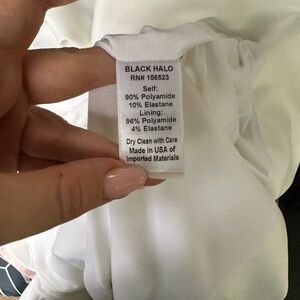 BLACK HALO
RN# 156523
Self:
90% Polyamide
10% Elastane
Lining:
96% Polyamide
4% Elastane
Dry Clean with Care
Made in USA of
Imported Materials